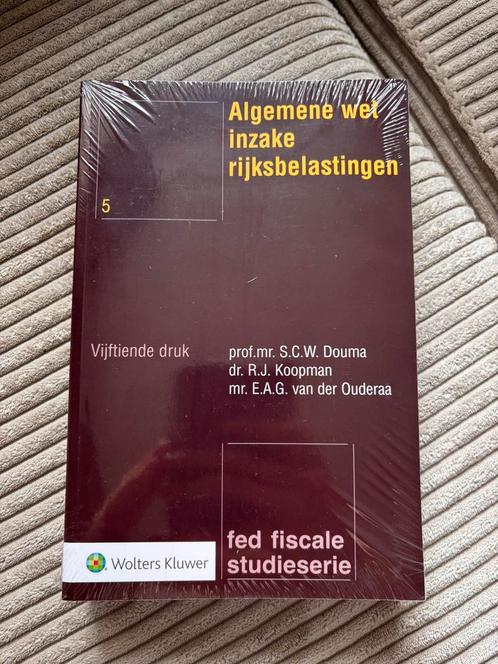 Algemene wet
inzake
rijksbelastingen
5
Vijftiende druk
prof.mr. S.C.W. Douma
dr. R.J. Koopman
mr. E.A.G. van der Ouderaa
fed fiscale
studieserie
Wolters Kluwer